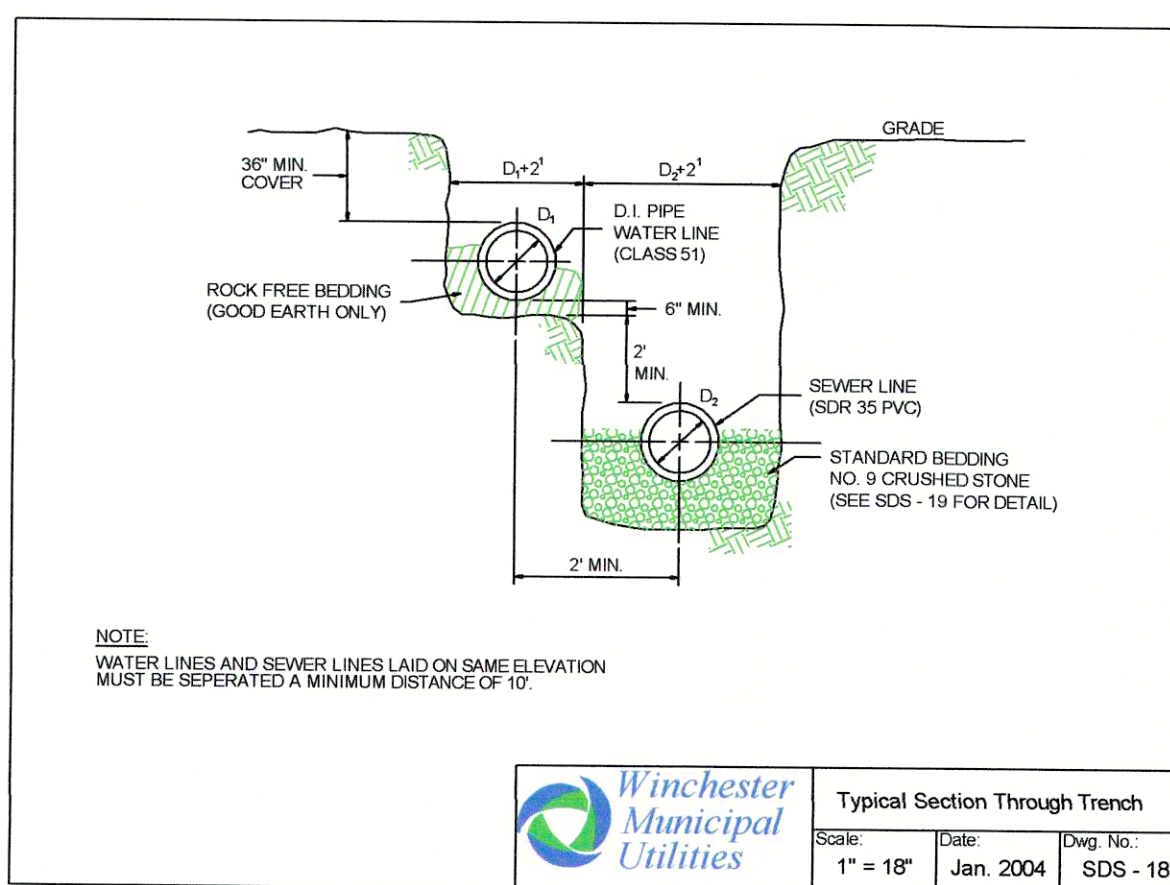 GRADE
36" MIN.
COVER
D₁+2¹
D₂+2¹
D₁
D.I. PIPE
WATER LINE
(CLASS 51)
ROCK FREE BEDDING
(GOOD EARTH ONLY)
6" MIN.
2'
MIN.
D₂
SEWER LINE
(SDR 35 PVC)
STANDARD BEDDING
NO. 9 CRUSHED STONE
(SEE SDS - 19 FOR DETAIL)
2' MIN.
NOTE:
WATER LINES AND SEWER LINES LAID ON SAME ELEVATION
MUST BE SEPERATED A MINIMUM DISTANCE OF 10'.
Winchester
Municipal
Utilities
Typical Section Through Trench
Scale:
1" = 18"
Date:
Jan. 2004
Dwg. No.:
SDS - 18